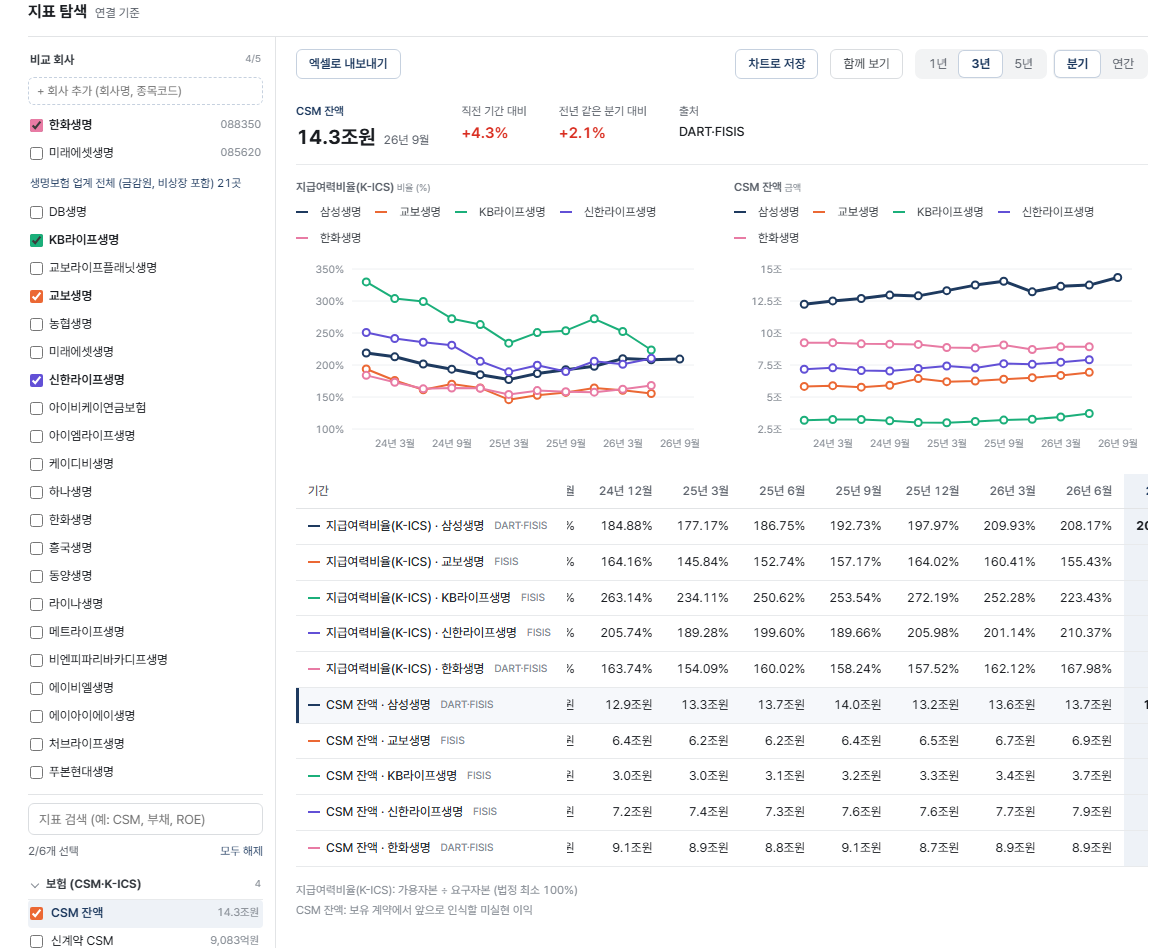 지표 탐색 연결 기준
비교 회사 4/5
+ 회사 추가 (회사명, 종목코드)
한화생명 088350
미래에셋생명 085620
생명보험 업계 전체 (금감원, 비상장 포함) 21곳
DB생명
KB라이프생명
교보라이프플래닛생명
교보생명
농협생명
미래에셋생명
신한라이프생명
아이비케이연금보험
아이엠라이프생명
케이디비생명
하나생명
한화생명
흥국생명
동양생명
라이나생명
메트라이프생명
비엔피파리바카디프생명
에이비엘생명
에이아이에이생명
처브라이프생명
푸본현대생명
지표 검색 (예: CSM, 부채, ROE)
2/6개 선택 모두 해제
보험 (CSM·K-ICS) 4
CSM 잔액 14.3조원
신계약 CSM 9,083억원
엑셀로 내보내기 차트로 저장 함께 보기 1년 3년 5년 분기 연간
CSM 잔액 직전 기간 대비 전년 같은 분기 대비 출처
14.3조원 26년 9월 +4.3% +2.1% DART·FISIS
지급여력비율(K-ICS) 비율 (%)
삼성생명 교보생명 KB라이프생명 신한라이프생명
한화생명
350%
300%
250%
200%
150%
100%
24년 3월 24년 9월 25년 3월 25년 9월 26년 3월 26년 9월
CSM 잔액 금액
삼성생명 교보생명 KB라이프생명 신한라이프생명
한화생명
15조
12.5조
10조
7.5조
5조
2.5조
24년 3월 24년 9월 25년 3월 25년 9월 26년 3월 26년 9월
기간 월 24년 12월 25년 3월 25년 6월 25년 9월 25년 12월 26년 3월 26년 6월
지급여력비율(K-ICS) · 삼성생명 DART·FISIS % 184.88% 177.17% 186.75% 192.73% 197.97% 209.93% 208.17%
지급여력비율(K-ICS) · 교보생명 FISIS % 164.16% 145.84% 152.74% 157.17% 164.02% 160.41% 155.43%
지급여력비율(K-ICS) · KB라이프생명 FISIS % 263.14% 234.11% 250.62% 253.54% 272.19% 252.28% 223.43%
지급여력비율(K-ICS) · 신한라이프생명 FISIS % 205.74% 189.28% 199.60% 189.66% 205.98% 201.14% 210.37%
지급여력비율(K-ICS) · 한화생명 DART·FISIS % 163.74% 154.09% 160.02% 158.24% 157.52% 162.12% 167.98%
CSM 잔액 · 삼성생명 DART·FISIS 원 12.9조원 13.3조원 13.7조원 14.0조원 13.2조원 13.6조원 13.7조원
CSM 잔액 · 교보생명 FISIS 원 6.4조원 6.2조원 6.2조원 6.4조원 6.5조원 6.7조원 6.9조원
CSM 잔액 · KB라이프생명 FISIS 원 3.0조원 3.0조원 3.1조원 3.2조원 3.3조원 3.4조원 3.7조원
CSM 잔액 · 신한라이프생명 FISIS 원 7.2조원 7.4조원 7.3조원 7.6조원 7.6조원 7.7조원 7.9조원
CSM 잔액 · 한화생명 DART·FISIS 원 9.1조원 8.9조원 8.8조원 9.1조원 8.7조원 8.9조원 8.9조원
지급여력비율(K-ICS): 가용자본 ÷ 요구자본 (법정 최소 100%)
CSM 잔액: 보유 계약에서 앞으로 인식할 미실현 이익